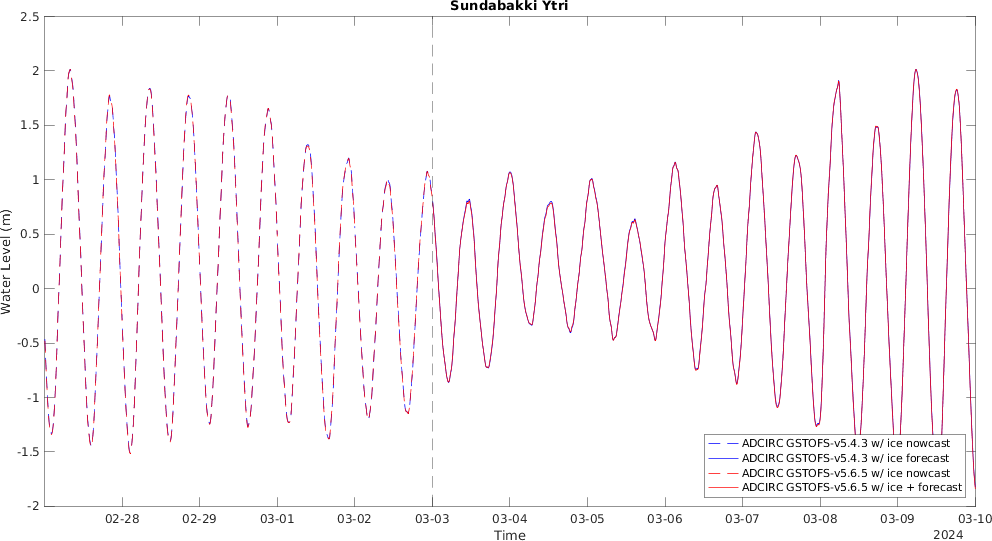 Sundabakki Ytri
2.5
2
1.5
1
0.5
0
-0.5
-1
-1.5
-2
Water Level (m)
ADCIRC GSTOFS-v5.4.3 w/ ice nowcast
ADCIRC GSTOFS-v5.4.3 w/ ice forecast
ADCIRC GSTOFS-v5.6.5 w/ ice nowcast
ADCIRC GSTOFS-v5.6.5 w/ ice + forecast
02-28 02-29 03-01 03-02 03-03 03-04 03-05 03-06 03-07 03-08 03-09 03-10
Time
2024